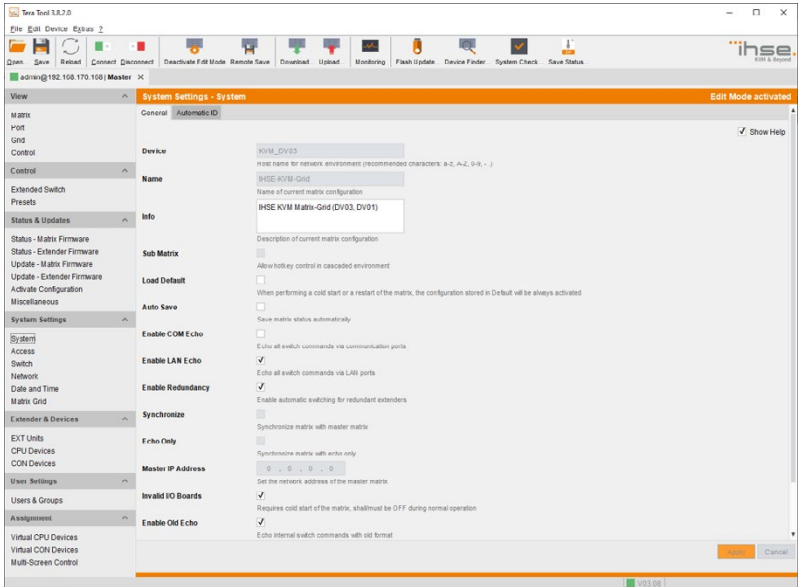 Tera Tool 3.8.2.0
File Edit Device Extras ?
Open... Save Reload Connect Disconnect Deactivate Edit Mode Remote Save Download... Upload... Monitoring Flash Update... Device Finder... System Check... Save Status...
ihse.
KVM & Beyond
admin@192.168.170.168 | Master
View
Matrix
Port
Grid
Control
Control
Extended Switch
Presets
Status & Updates
Status - Matrix Firmware
Status - Extender Firmware
Update - Matrix Firmware
Update - Extender Firmware
Activate Configuration
Miscellaneous
System Settings
System
Access
Switch
Network
Date and Time
Matrix Grid
Extender & Devices
EXT Units
CPU Devices
CON Devices
User Settings
Users & Groups
Assignment
Virtual CPU Devices
Virtual CON Devices
Multi-Screen Control
System Settings - System Edit Mode activated
General Automatic ID
Show Help
Device KVM_DV03
Host name for network environment (recommended characters: a-z, A-Z, 0-9, - .)
Name IHSE-KVM-Grid
Name of current matrix configuration
Info IHSE KVM Matrix-Grid (DV03, DV01)
Description of current matrix configuration
Sub Matrix
Allow hotkey control in cascaded environment
Load Default
When performing a cold start or a restart of the matrix, the configuration stored in Default will be always activated
Auto Save
Save matrix status automatically
Enable COM Echo
Echo all switch commands via communication ports
Enable LAN Echo
Echo all switch commands via LAN ports
Enable Redundancy
Enable automatic switching for redundant extenders
Synchronize
Synchronize matrix with master matrix
Echo Only
Synchronize matrix with echo only
Master IP Address 0 . 0 . 0 . 0
Set the network address of the master matrix
Invalid I/O Boards
Requires cold start of the matrix, shall/must be OFF during normal operation
Enable Old Echo
Echo internal switch commands with old format
Apply Cancel
V03.08